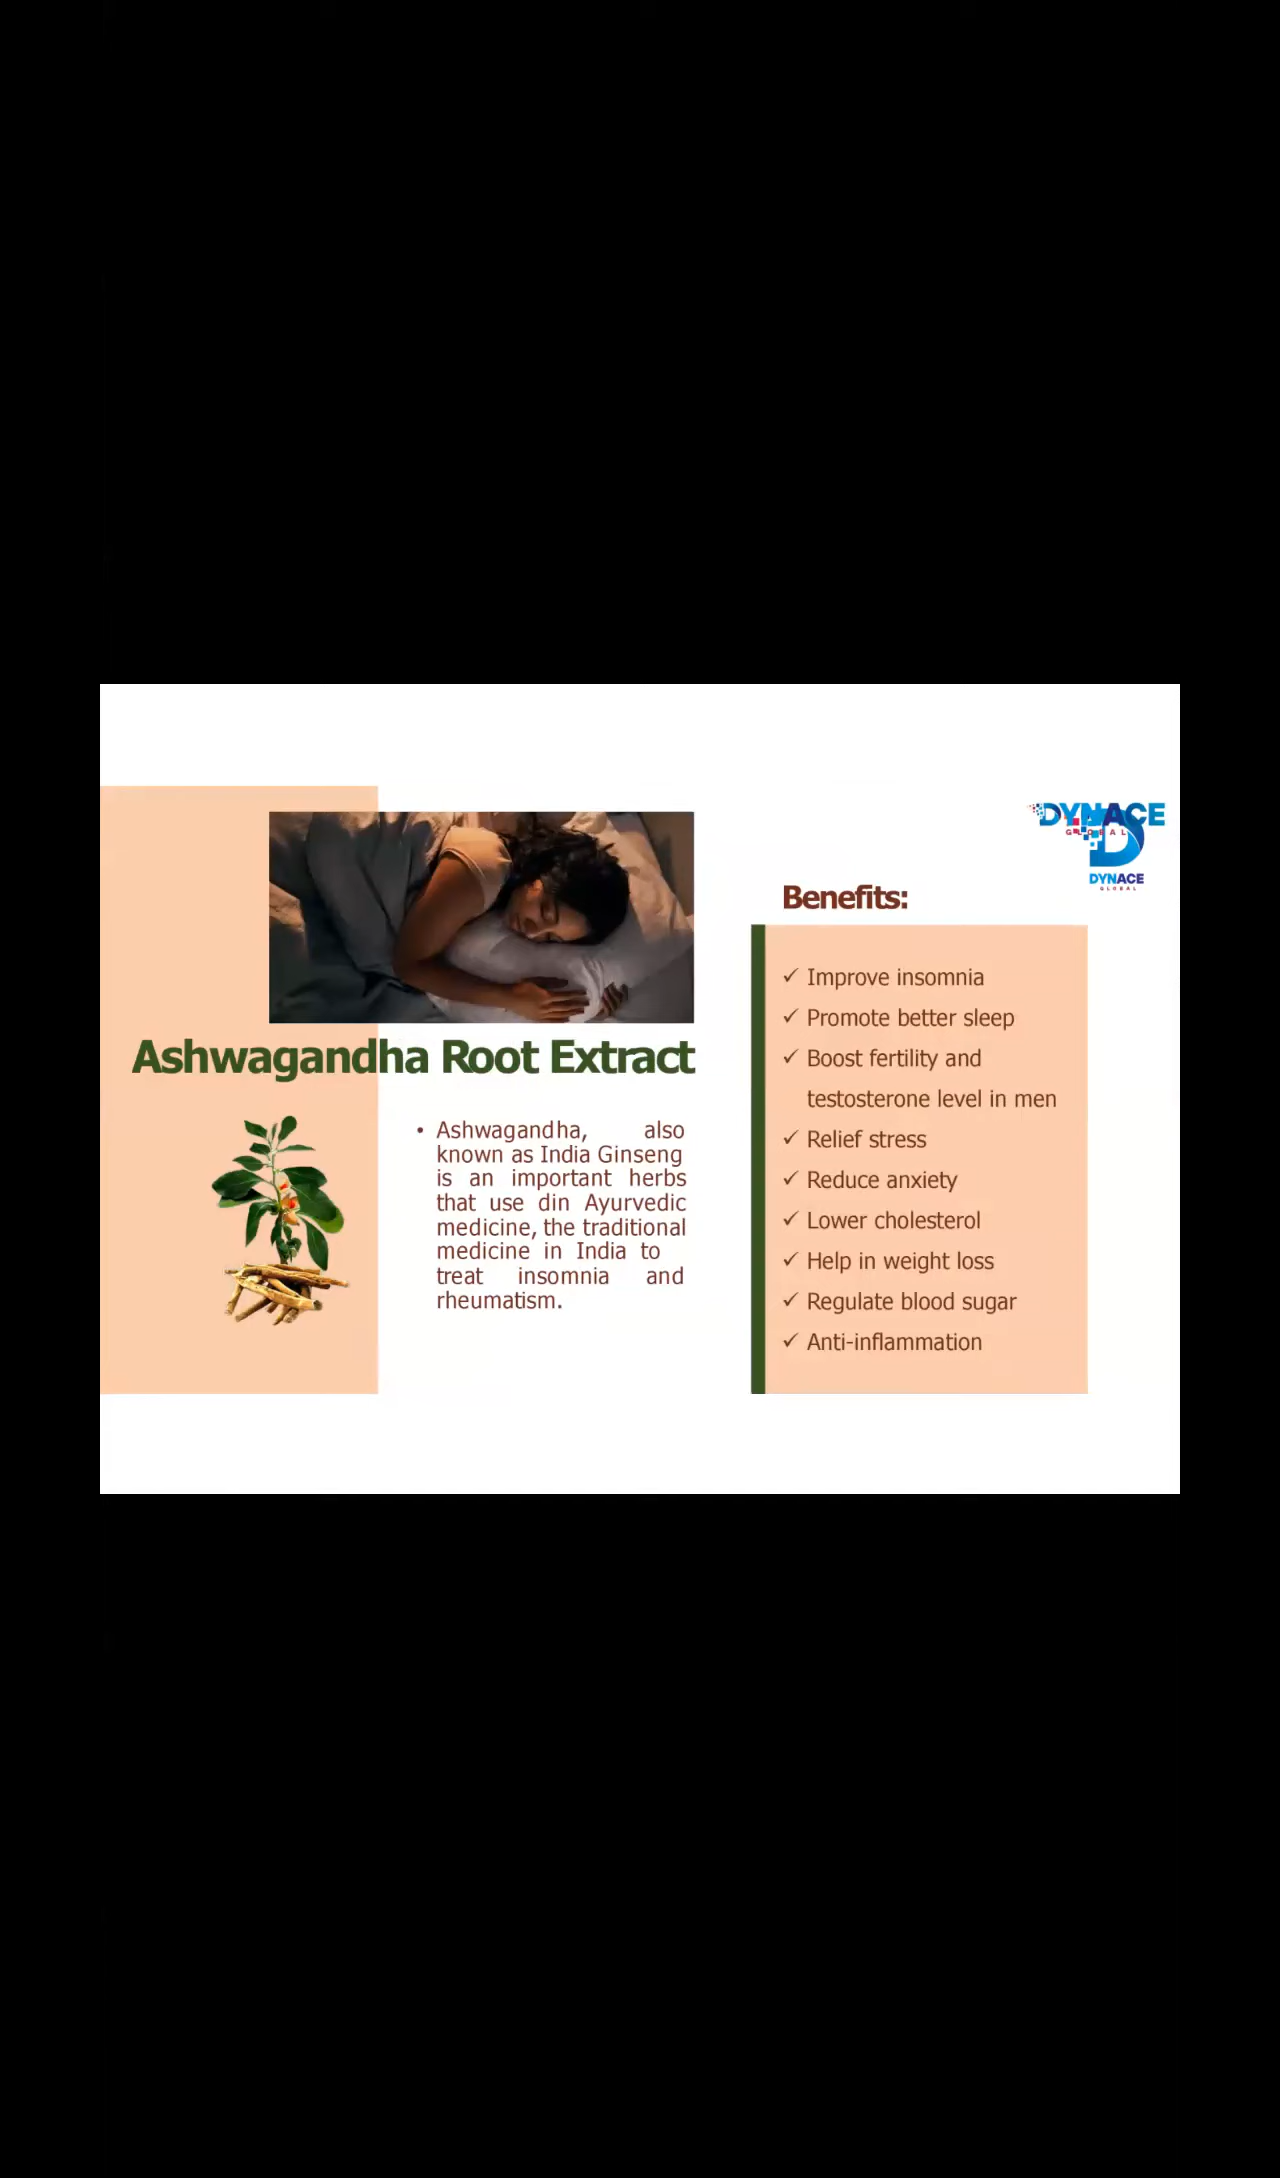 DYNACE
GLOBAL
DYNACE
GLOBAL
Ashwagandha Root Extract
• Ashwagandha, also
known as India Ginseng
is an important herbs
that use din Ayurvedic
medicine, the traditional
medicine in India to
treat insomnia and
rheumatism.
Benefits:
✓ Improve insomnia
✓ Promote better sleep
✓ Boost fertility and
testosterone level in men
✓ Relief stress
✓ Reduce anxiety
✓ Lower cholesterol
✓ Help in weight loss
✓ Regulate blood sugar
✓ Anti-inflammation